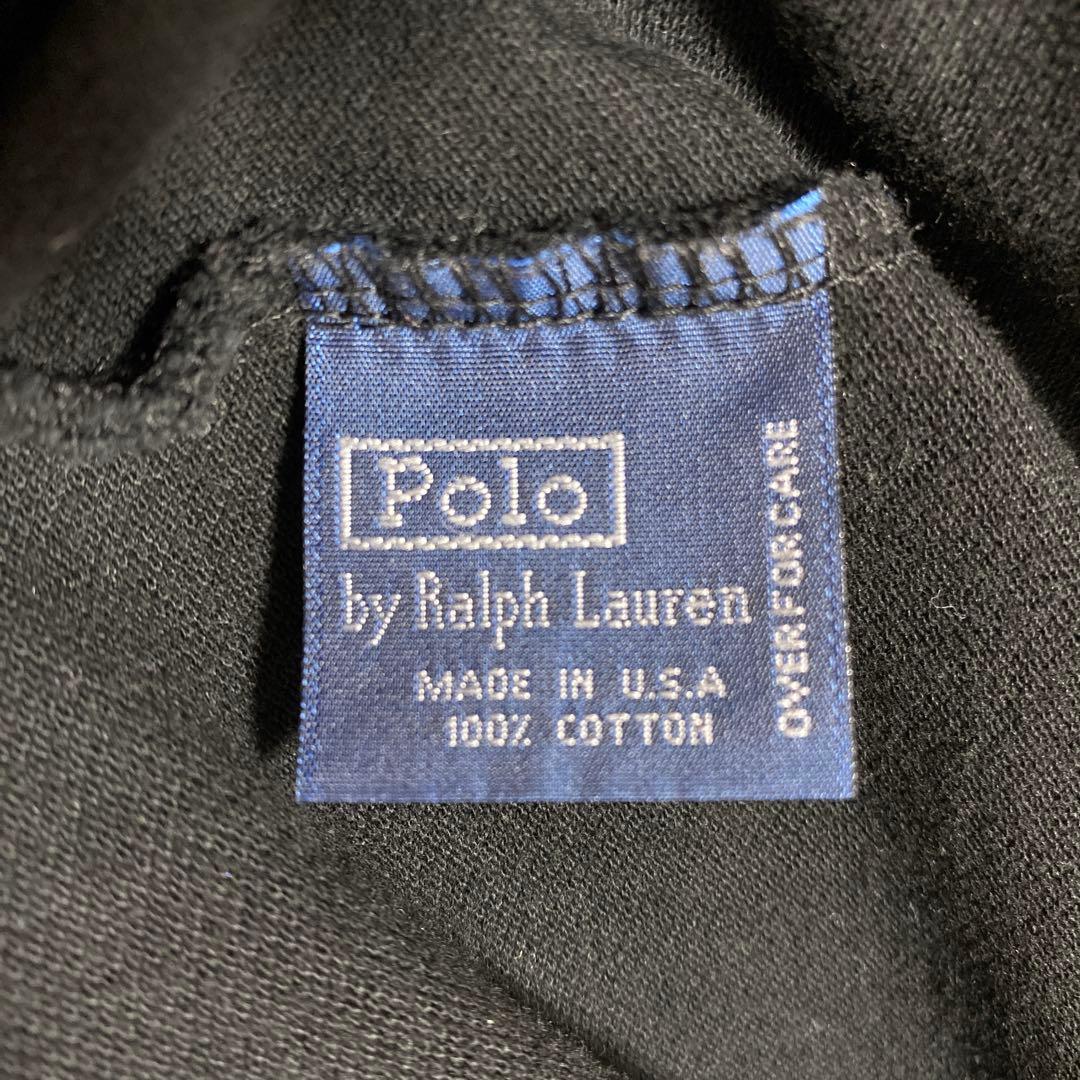 Polo
by Ralph Lauren
MADE IN U.S.A
100% COTTON
OVER FOR CARE